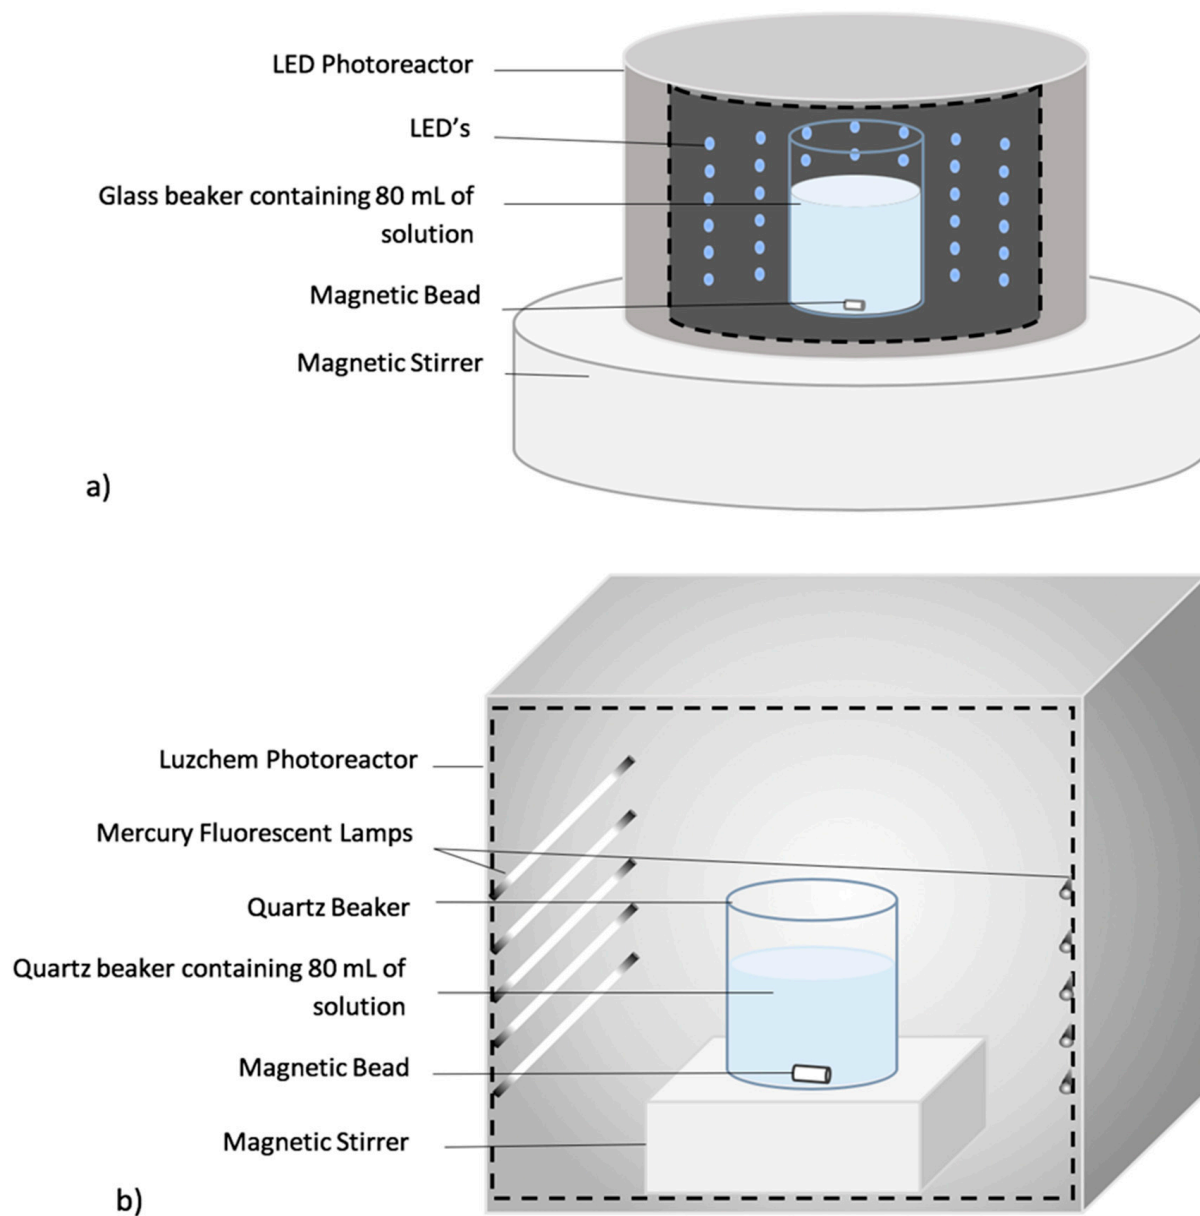 LED Photoreactor
LED's
Glass beaker containing 80 mL of
solution
Magnetic Bead
Magnetic Stirrer
a)
Luzchem Photoreactor
Mercury Fluorescent Lamps
Quartz Beaker
Quartz beaker containing 80 mL of
solution
Magnetic Bead
Magnetic Stirrer
b)